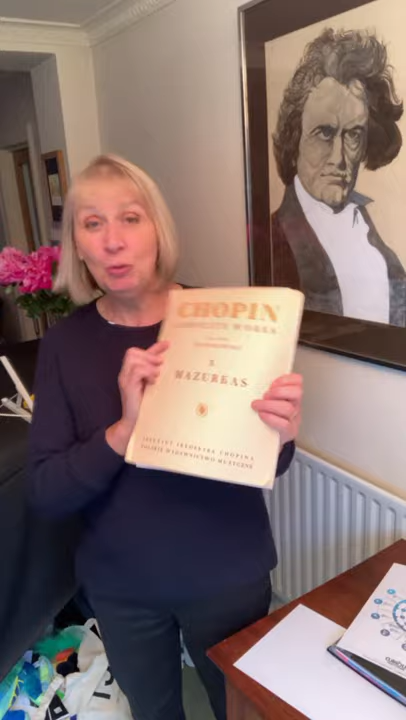 CHOPIN
COMPLETE WORKS
X.
MAZURKAS
INSTYTUT FRYDERYKA CHOPINA
POLSKIE WYDAWNICTWO MUZYCZNE